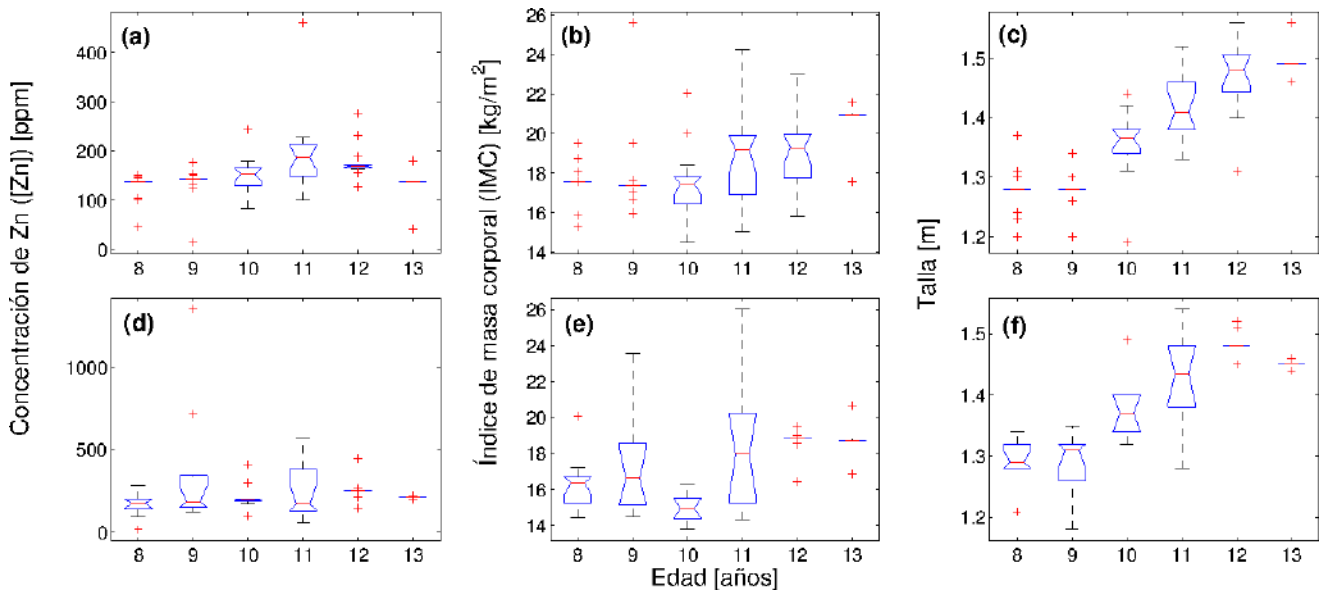 Concentración de Zn ([Zn]) [ppm]
(a)
400
300
200
100
0
8 9 10 11 12 13
Índice de masa corporal (IMC) [kg/m²]
(b)
26
24
22
20
18
16
14
8 9 10 11 12 13
Talla [m]
(c)
1.5
1.4
1.3
1.2
8 9 10 11 12 13
(d)
1000
500
0
8 9 10 11 12 13
(e)
26
24
22
20
18
16
14
8 9 10 11 12 13
Edad [años]
(f)
1.5
1.4
1.3
1.2
8 9 10 11 12 13